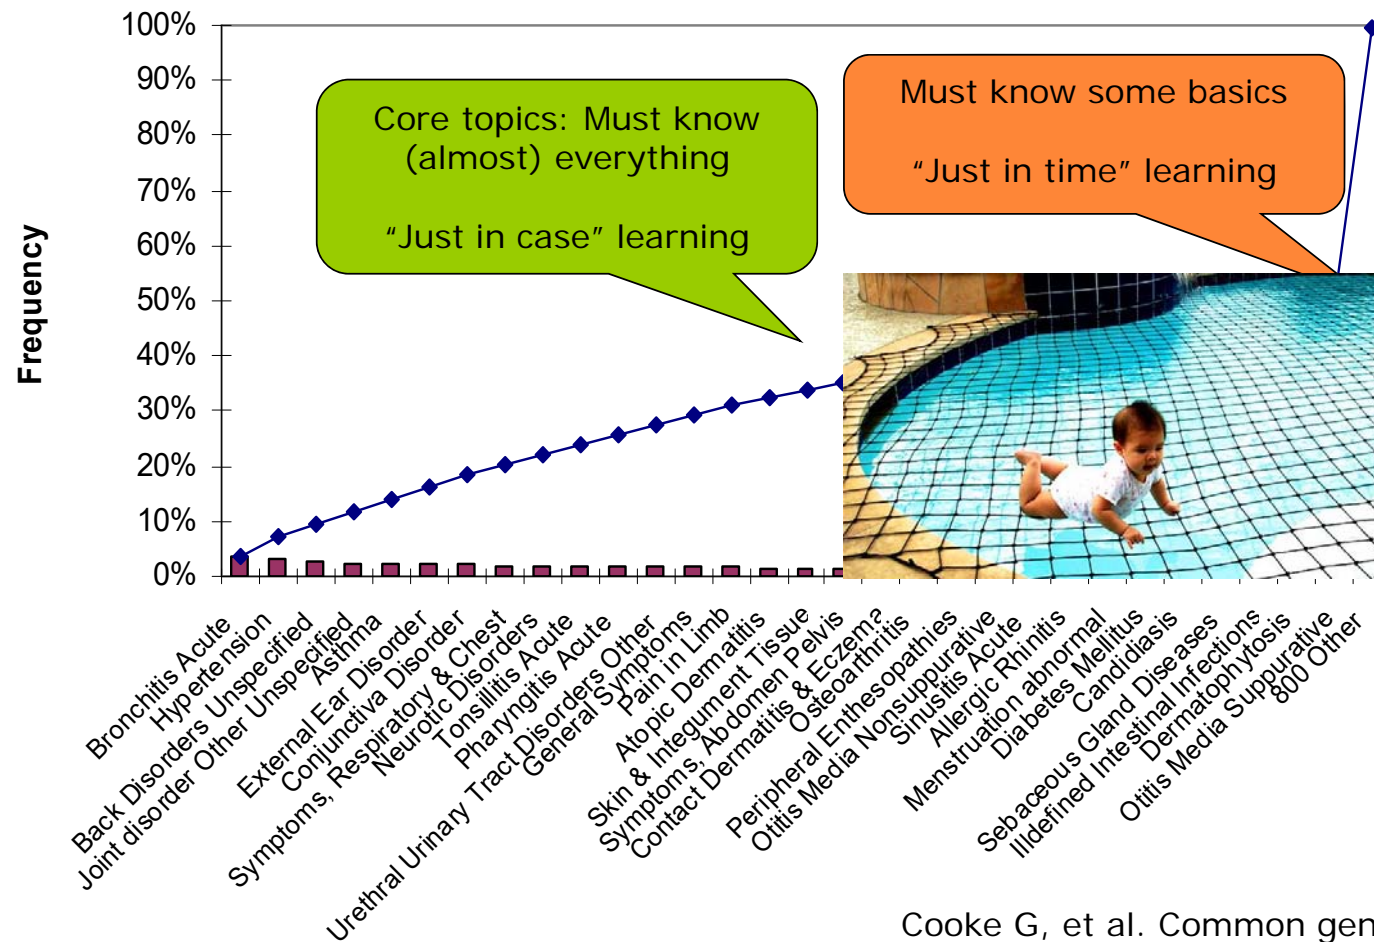 100%
90%
80%
70%
60%
50%
40%
30%
20%
10%
0%
Frequency
Core topics: Must know
(almost) everything
“Just in case” learning
Must know some basics
“Just in time” learning
Bronchitis Acute
Hypertension
Back Disorders Unspecified
Joint disorder Other Unspecified
Asthma
External Ear Disorder
Conjunctiva Disorder
Symptoms, Respiratory & Chest
Neurotic Disorders
Tonsillitis Acute
Pharyngitis Acute
Urethral Urinary Tract Disorders Other
General Symptoms
Pain in Limb
Atopic Dermatitis
Skin & Integument Tissue
Symptoms, Abdomen Pelvis
Contact Dermatitis & Eczema
Osteoarthritis
Peripheral Enthesopathies
Otitis Media Nonsuppurative
Sinusitis Acute
Allergic Rhinitis
Menstruation abnormal
Diabetes Mellitus
Candidiasis
Sebaceous Gland Diseases
Illdefined Intestinal Infections
Dermatophytosis
Otitis Media Suppurative
800 Other
Cooke G, et al. Common gen